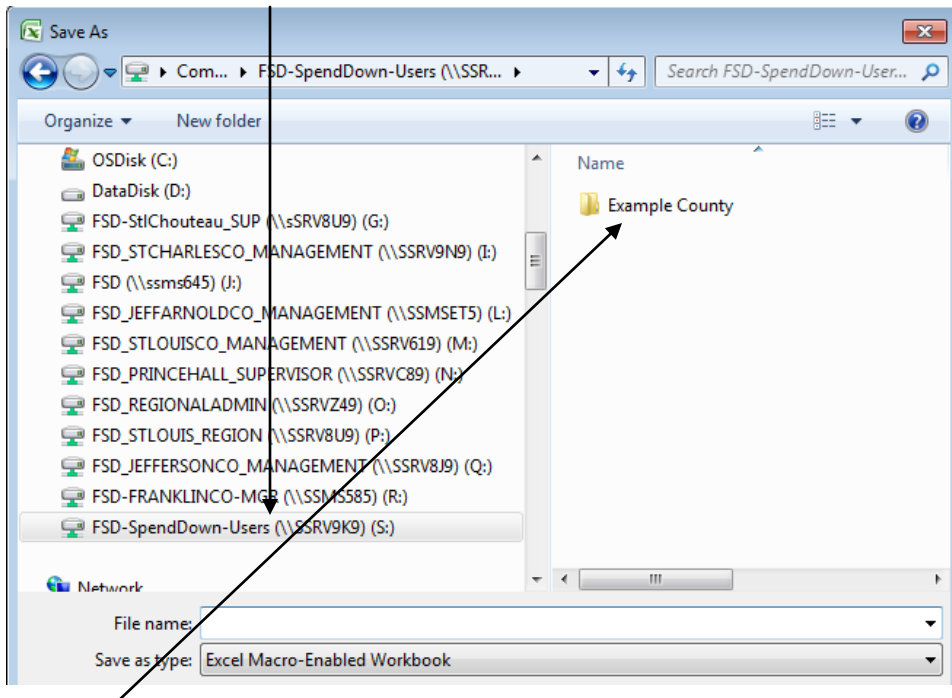 Save As
Com... FSD-SpendDown-Users (\\SSR...
Search FSD-SpendDown-User...
Organize
New folder
OSDisk (C:)
DataDisk (D:)
FSD-StlChouteau_SUP (\\sSRV8U9) (G:)
FSD_STCHARLESCO_MANAGEMENT (\\SSRV9N9) (I:)
FSD (\\ssms645) (J:)
FSD_JEFFARNOLDCO_MANAGEMENT (\\SSMSET5) (L:)
FSD_STLOUISCO_MANAGEMENT (\\SSRV619) (M:)
FSD_PRINCEHALL_SUPERVISOR (\\SSRVC89) (N:)
FSD_REGIONALADMIN (\\SSRVZ49) (O:)
FSD_STLOUIS_REGION (\\SSRV8U9) (P:)
FSD_JEFFERSONCO_MANAGEMENT (\\SSRV8J9) (Q:)
FSD-FRANKLINCO-MGR (\\SSMS585) (R:)
FSD-SpendDown-Users (\\SSRV9K9) (S:)
Network
Name
Example County
File name:
Save as type: Excel Macro-Enabled Workbook